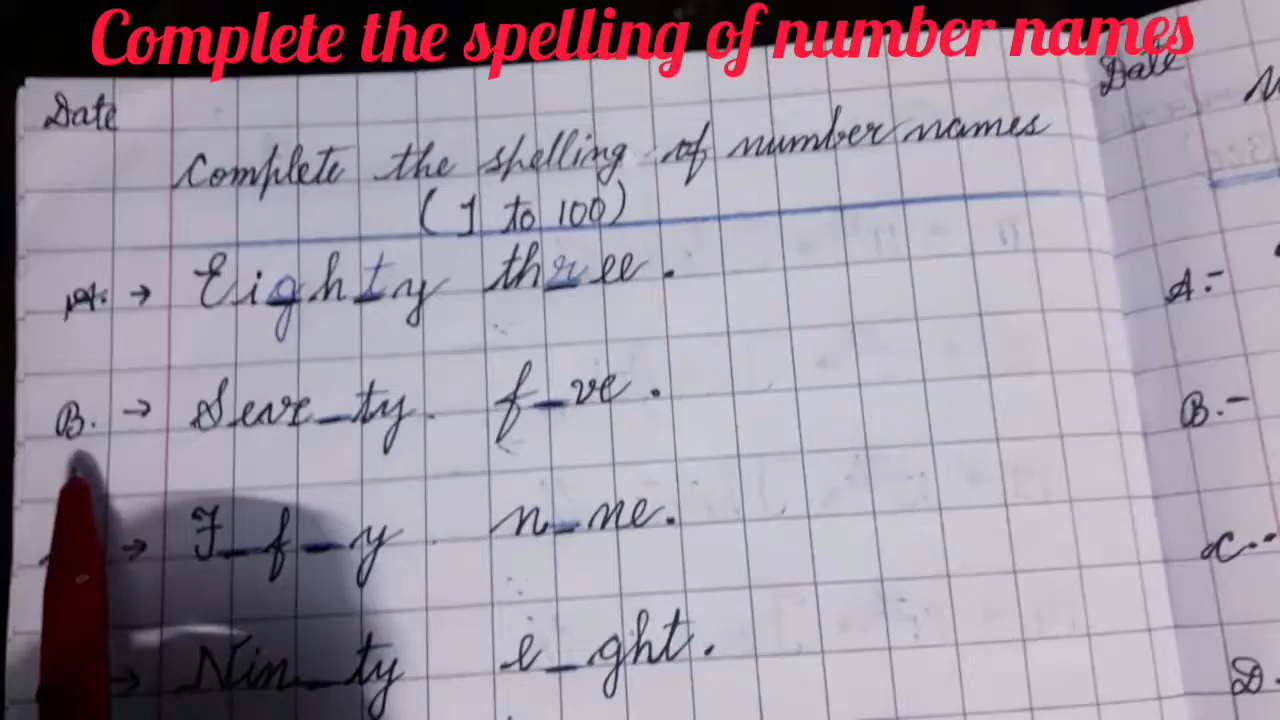 Complete the spelling of number names
Date
Complete the spelling of number names
(1 to 100)
A. → Eighty three.
B. → Seve_ty. f_ve.
→ F_f_y. n_ne.
→ Nin_ty e_ght.
Date
A:-
B.-
C.-
D.